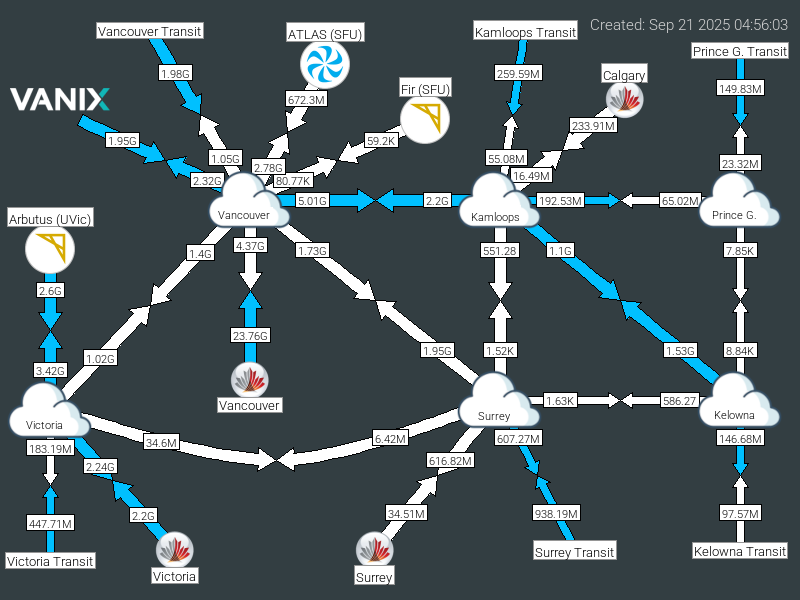 Created: Sep 21 2025 04:56:03
Vancouver Transit
ATLAS (SFU)
Kamloops Transit
Prince G. Transit
1.98G
259.59M
Calgary
149.83M
VANIX
Fir (SFU)
672.3M
233.91M
1.95G
59.2K
1.05G
55.08M
23.32M
2.78G
2.32G
80.77K
16.49M
5.01G
2.2G
192.53M
65.02M
Vancouver
Kamloops
Prince G.
Arbutus (UVic)
1.4G
4.37G
1.73G
551.28
1.1G
7.85K
2.6G
23.76G
1.02G
1.95G
1.52K
1.53G
8.84K
3.42G
Vancouver
1.63K
586.27
Victoria
Surrey
Kelowna
183.19M
34.6M
6.42M
607.27M
146.68M
2.24G
616.82M
447.71M
2.2G
34.51M
938.19M
97.57M
Victoria Transit
Victoria
Surrey
Surrey Transit
Kelowna Transit